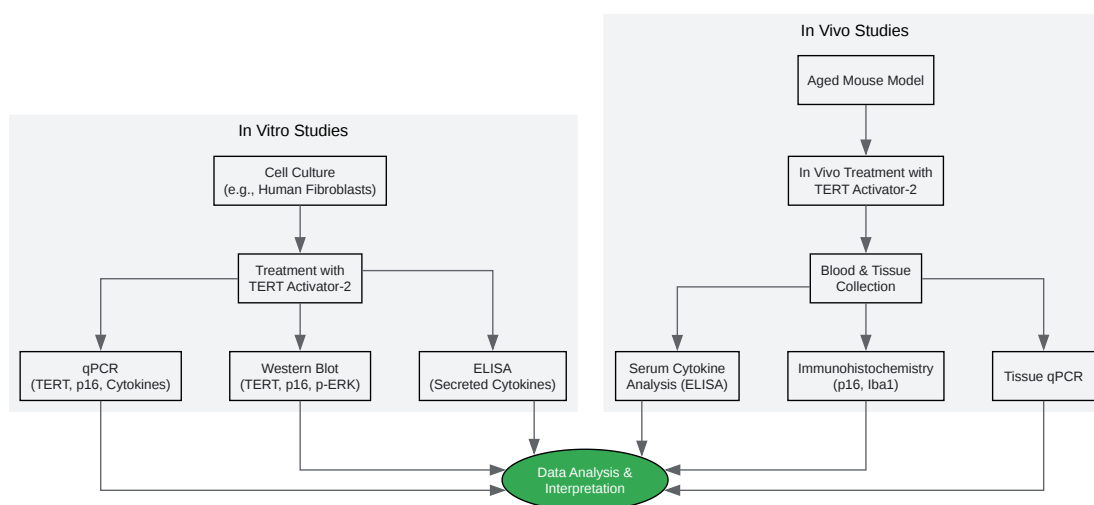 In Vitro Studies
Cell Culture
(e.g., Human Fibroblasts)
Treatment with
TERT Activator-2
qPCR
(TERT, p16, Cytokines)
Western Blot
(TERT, p16, p-ERK)
ELISA
(Secreted Cytokines)
In Vivo Studies
Aged Mouse Model
In Vivo Treatment with
TERT Activator-2
Blood & Tissue
Collection
Serum Cytokine
Analysis (ELISA)
Immunohistochemistry
(p16, Iba1)
Tissue qPCR
Data Analysis &
Interpretation